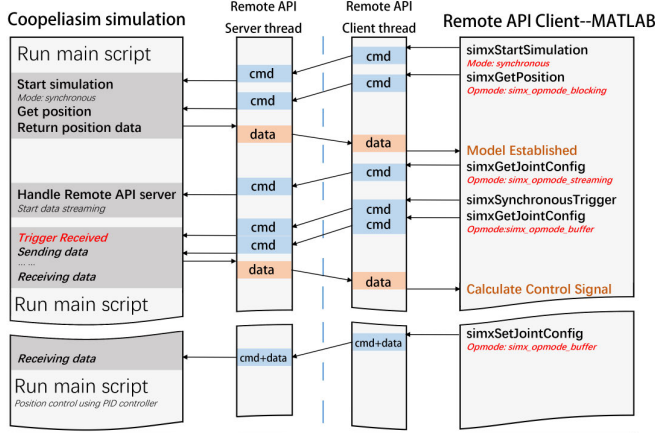 Coopeliasim simulation
Remote API
Server thread
Remote API
Client thread
Remote API Client--MATLAB
Run main script
Start simulation
Mode: synchronous
Get position
Return position data
Handle Remote API server
Start data streaming
Trigger Received
Sending data
... ...
Receiving data
Run main script
Receiving data
Run main script
Position control using PID controller
cmd
cmd
data
cmd
cmd
cmd
data
cmd+data
cmd
cmd
data
cmd
cmd
cmd
data
cmd+data
simxStartSimulation
Mode: synchronous
simxGetPosition
Opmode: simx_opmode_blocking
Model Established
simxGetJointConfig
Opmode: simx_opmode_streaming
simxSynchronousTrigger
simxGetJointConfig
Opmode:simx_opmode_buffer
Calculate Control Signal
simxSetJointConfig
Opmode: simx_opmode_buffer